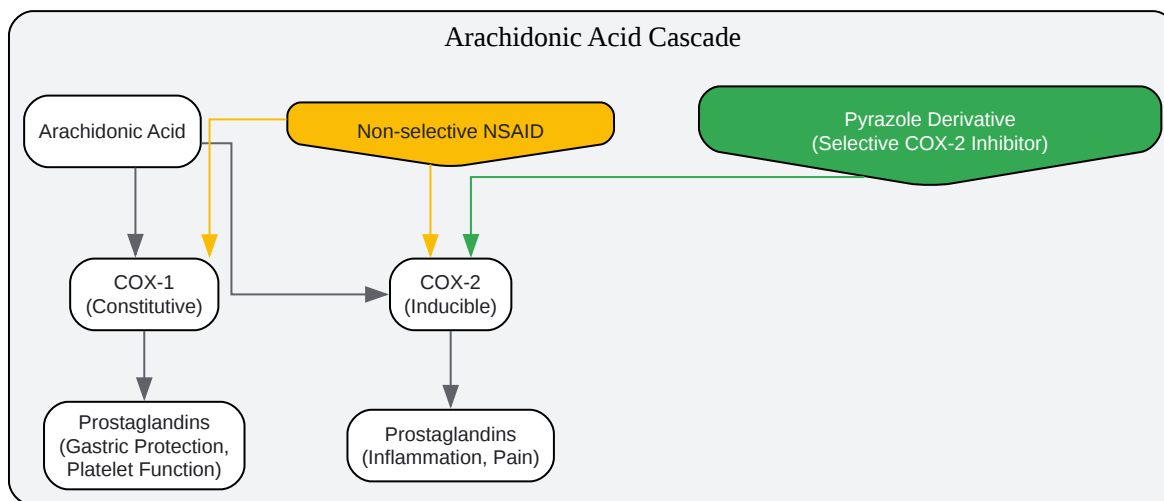 Arachidonic Acid Cascade
Arachidonic Acid
Non-selective NSAID
Pyrazole Derivative
(Selective COX-2 Inhibitor)
COX-1
(Constitutive)
COX-2
(Inducible)
Prostaglandins
(Gastric Protection,
Platelet Function)
Prostaglandins
(Inflammation, Pain)